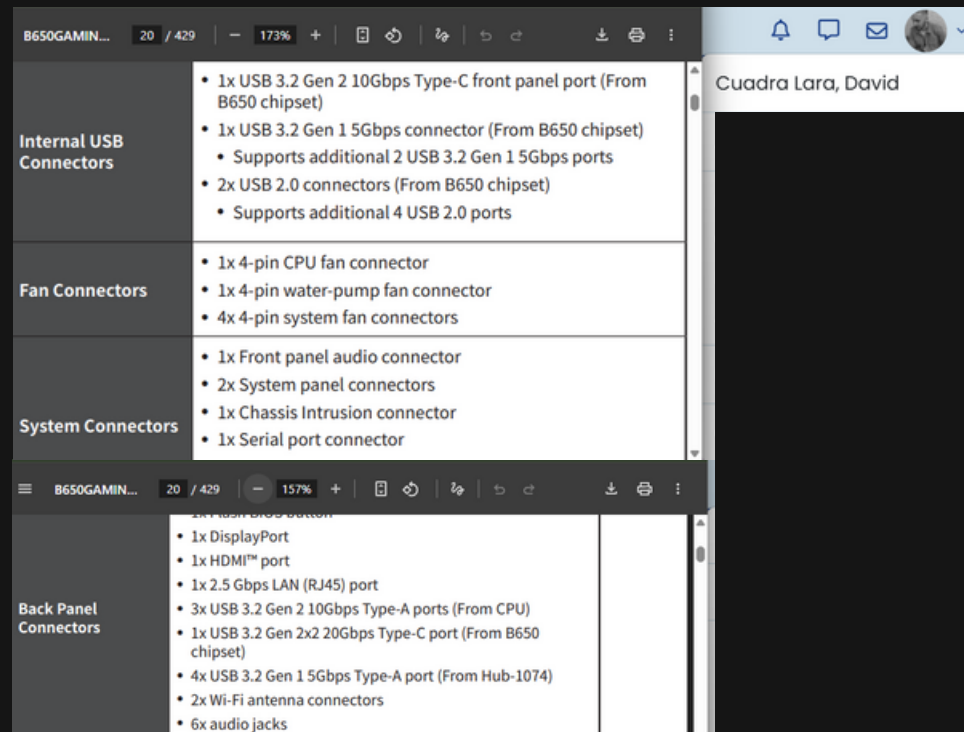 B650GAMIN... 20 / 429 173%
Cuadra Lara, David
Internal USB
Connectors
• 1x USB 3.2 Gen 2 10Gbps Type-C front panel port (From
B650 chipset)
• 1x USB 3.2 Gen 1 5Gbps connector (From B650 chipset)
• Supports additional 2 USB 3.2 Gen 1 5Gbps ports
• 2x USB 2.0 connectors (From B650 chipset)
• Supports additional 4 USB 2.0 ports
Fan Connectors
• 1x 4-pin CPU fan connector
• 1x 4-pin water-pump fan connector
• 4x 4-pin system fan connectors
System Connectors
• 1x Front panel audio connector
• 2x System panel connectors
• 1x Chassis Intrusion connector
• 1x Serial port connector
B650GAMIN... 20 / 429 157%
Back Panel
Connectors
1x Flash BIOS Button
• 1x DisplayPort
• 1x HDMI™ port
• 1x 2.5 Gbps LAN (RJ45) port
• 3x USB 3.2 Gen 2 10Gbps Type-A ports (From CPU)
• 1x USB 3.2 Gen 2x2 20Gbps Type-C port (From B650
chipset)
• 4x USB 3.2 Gen 1 5Gbps Type-A port (From Hub-1074)
• 2x Wi-Fi antenna connectors
• 6x audio jacks